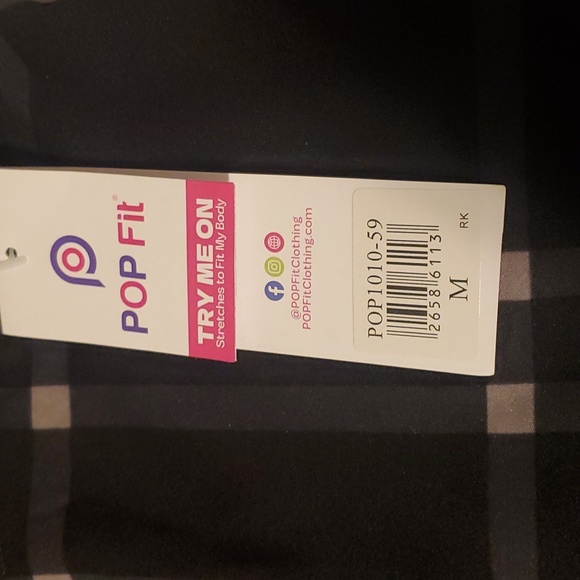 POP Fit®
TRY ME ON
Stretches to Fit My Body
@POPFitClothing
POPFitClothing.com
POP1010-59
2658 6113
M
RK